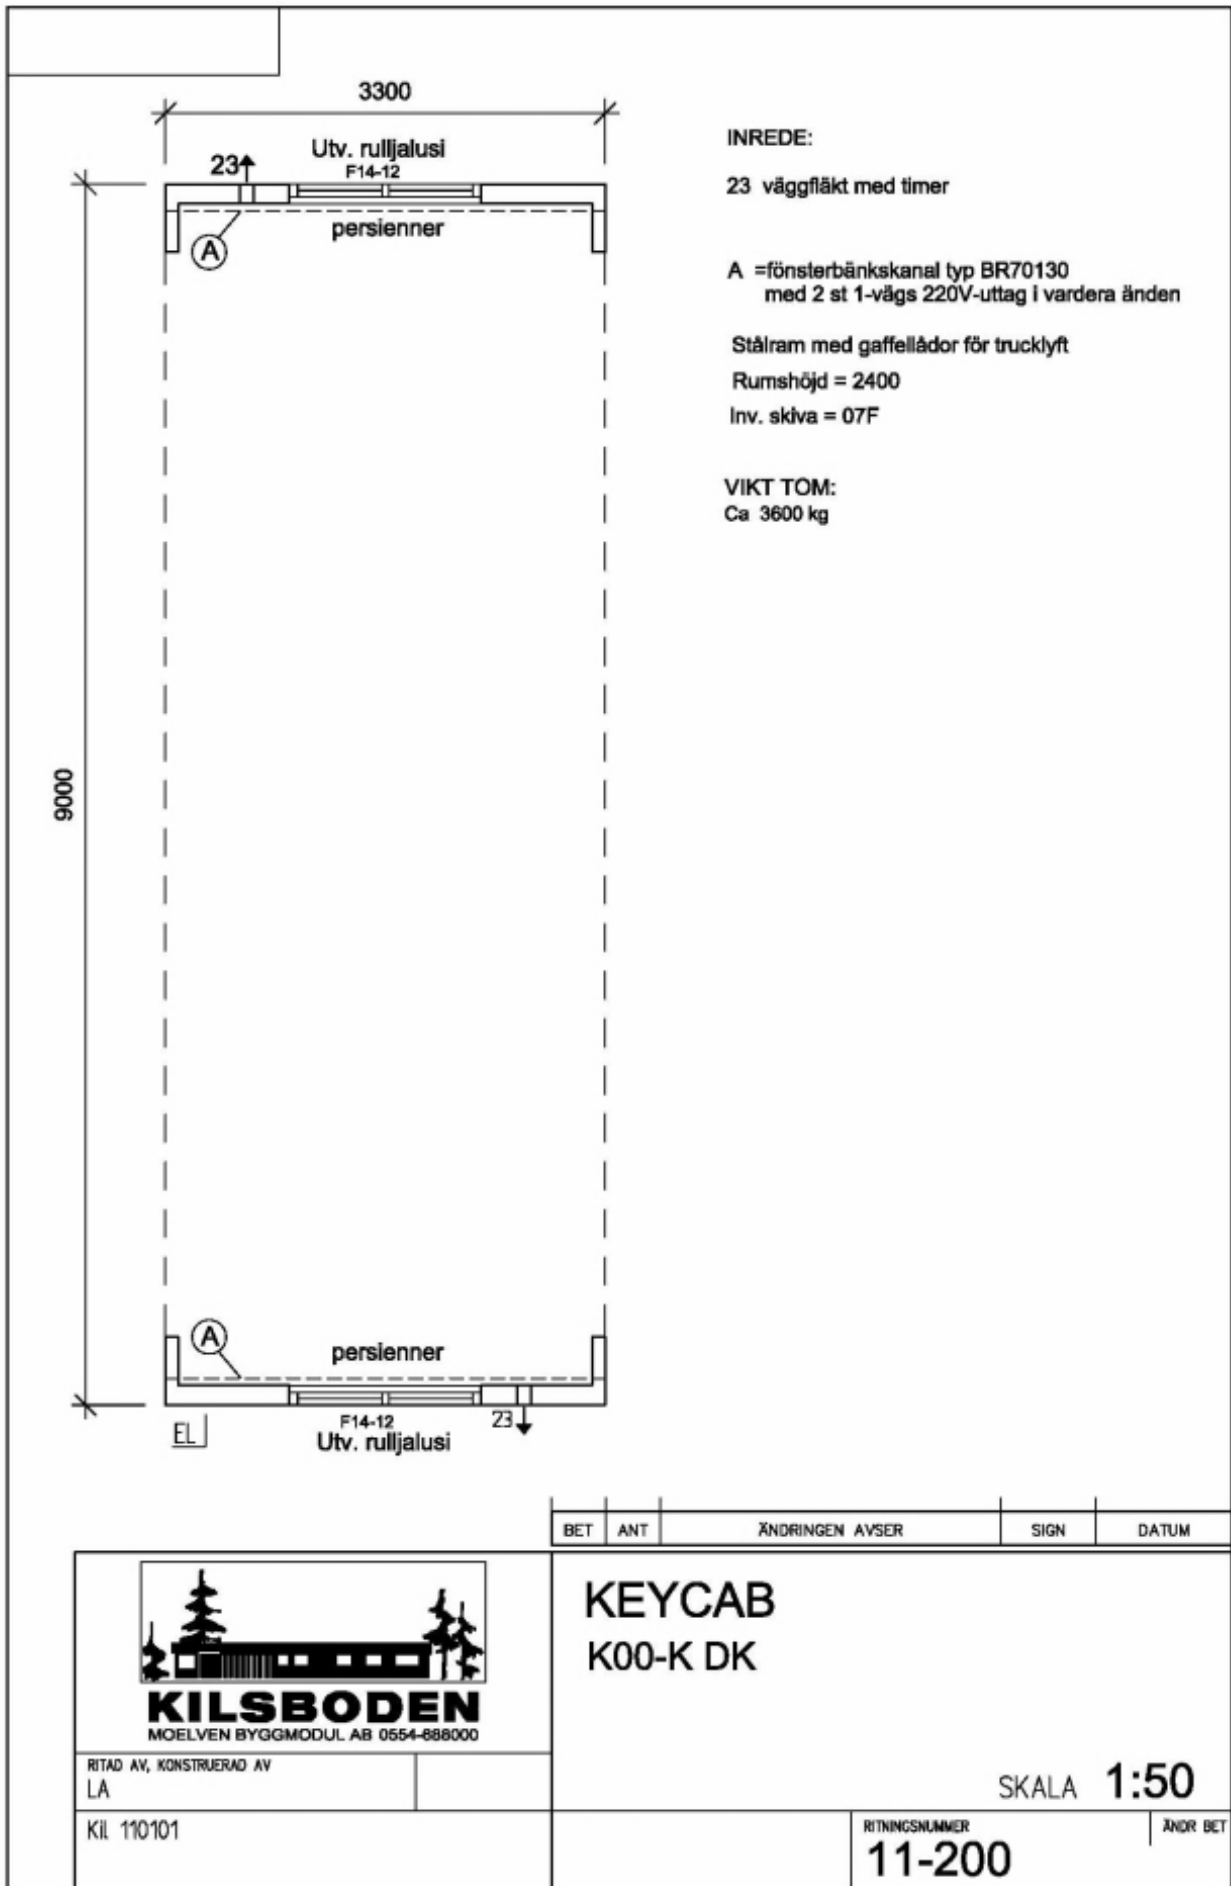 3300
Utv. rulljalusi
23
F14-12
persienner
A
9000
INREDE:
23 väggfläkt med timer
A =fönsterbänkskanal typ BR70130
med 2 st 1-vägs 220V-uttag i vardera änden
Stålram med gaffellådor för trucklyft
Rumshöjd = 2400
Inv. skiva = 07F
VIKT TOM:
Ca 3600 kg
A
persienner
EL
F14-12
23
Utv. rulljalusi
BET ANT ÄNDRINGEN AVSER SIGN DATUM
KILSBODEN
MOELVEN BYGGMODUL AB 0554-688000
KEYCAB
K00-K DK
RITAD AV, KONSTRUERAD AV
LA
SKALA 1:50
Kil 110101
RITNINGSNUMMER
11-200
ÄNDR BET